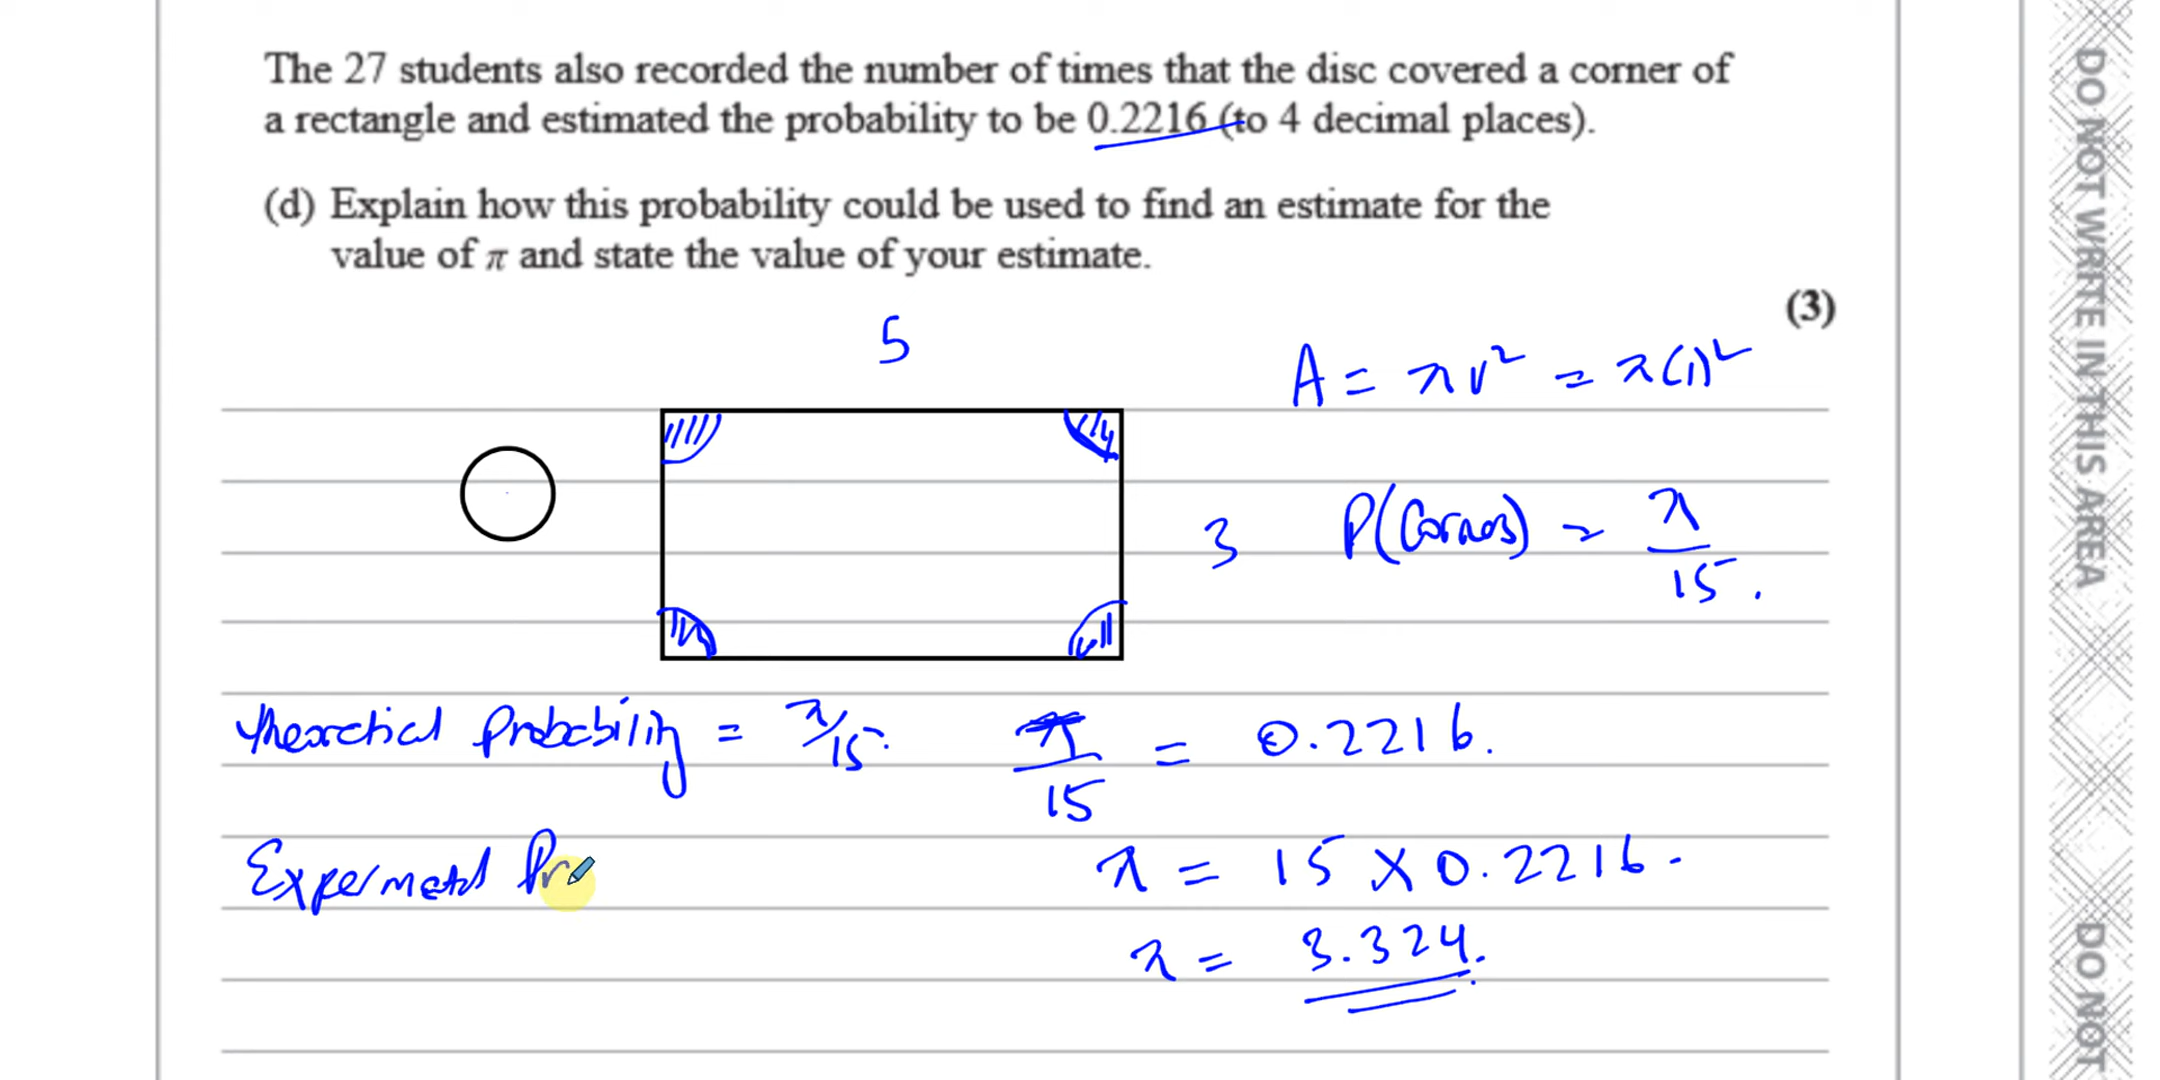 The 27 students also recorded the number of times that the disc covered a corner of
a rectangle and estimated the probability to be 0.2216 (to 4 decimal places).
(d) Explain how this probability could be used to find an estimate for the
value of π and state the value of your estimate.
(3)
5
A = πr² = π(1)²
3
P(Corners) = π/15.
theoretical Probability = π/15.
π/15 = 0.2216.
Expermetal Pr
π = 15 × 0.2216.
π = 3.324.
DO NOT WRITE IN THIS AREA
DO NOT